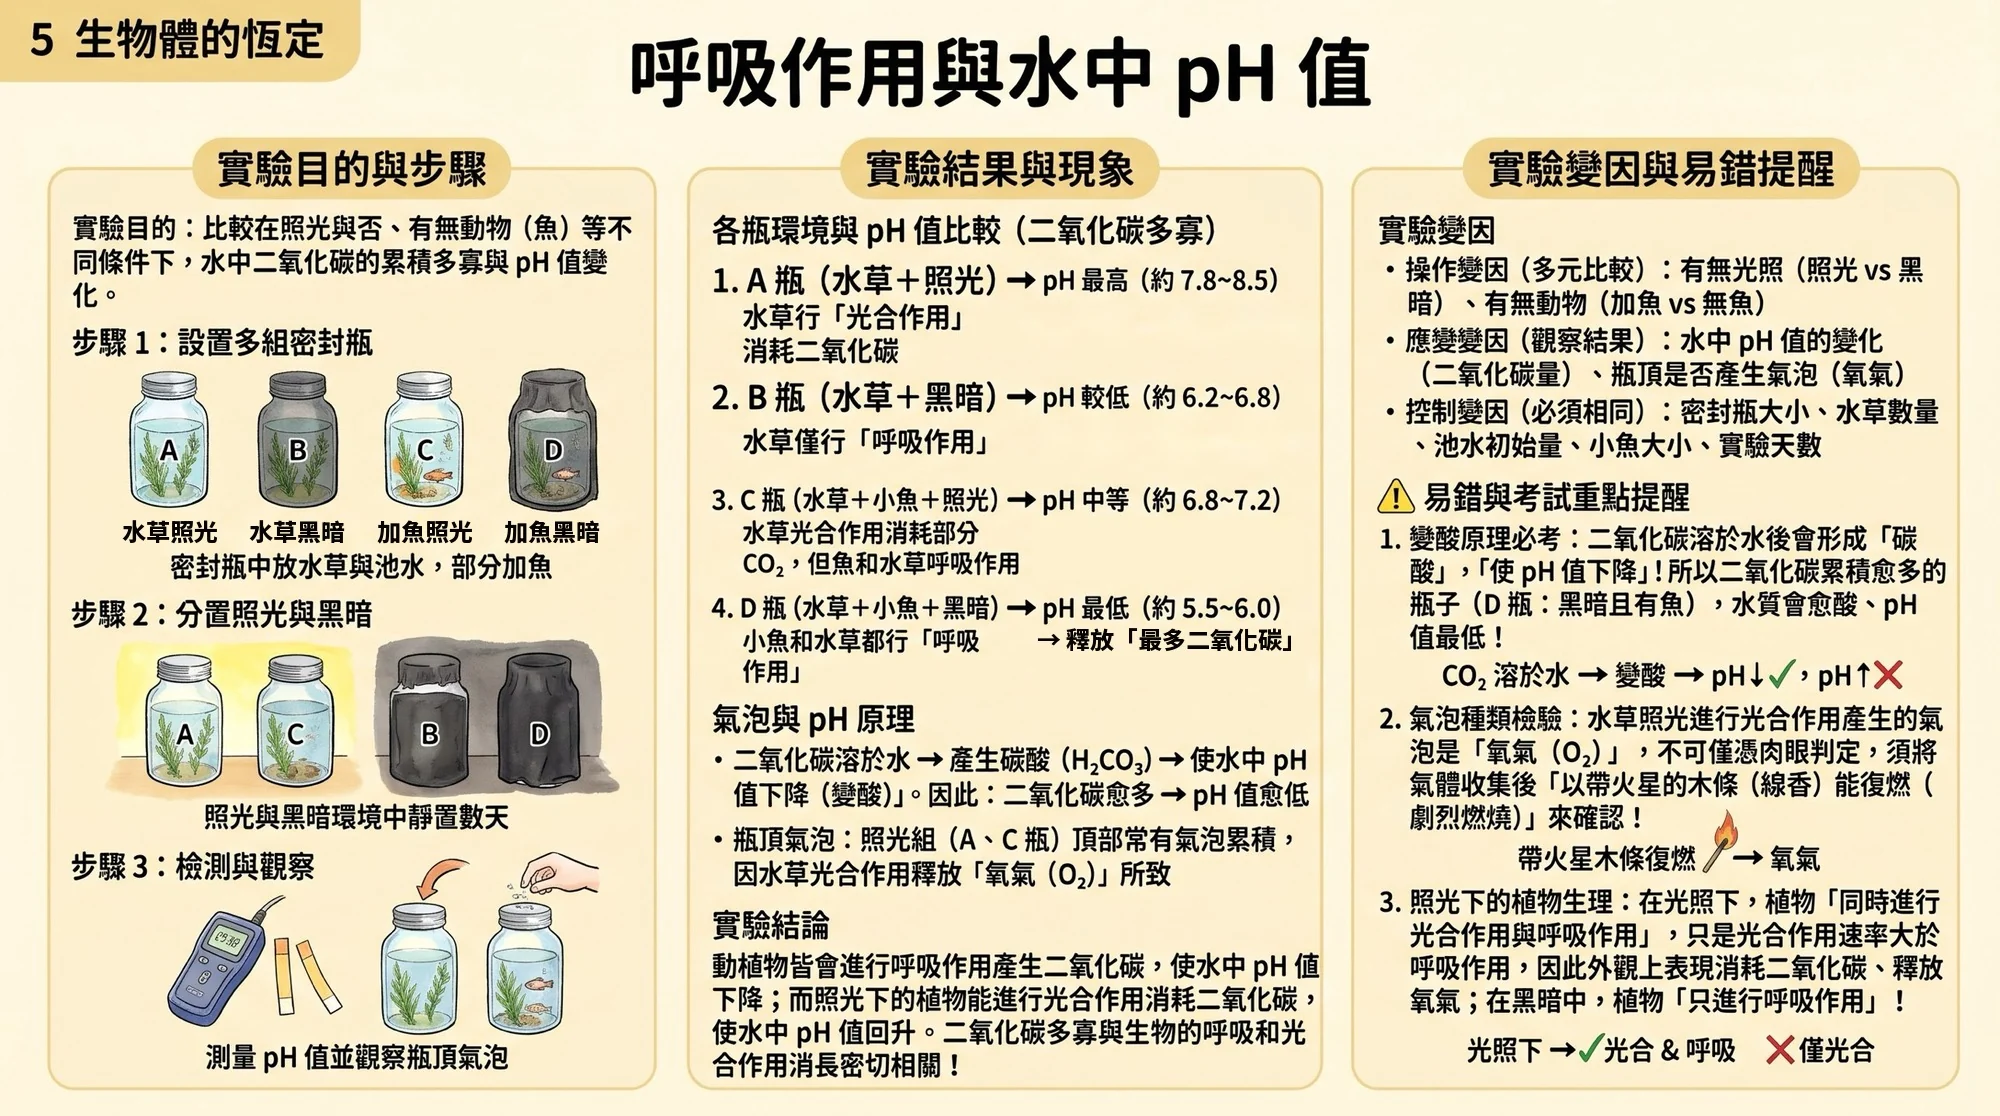 5 生物體的恆定
呼吸作用與水中 pH 值
實驗目的與步驟
實驗目的：比較在照光與否、有無動物（魚）等不
同條件下，水中二氧化碳的累積多寡與 pH 值變
化。
步驟 1：設置多組密封瓶
A
B
C
D
水草照光
水草黑暗
加魚照光
加魚黑暗
密封瓶中放水草與池水，部分加魚
步驟 2：分置照光與黑暗
A
C
B
D
照光與黑暗環境中靜置數天
步驟 3：檢測與觀察
測量 pH 值並觀察瓶頂氣泡
實驗結果與現象
各瓶環境與 pH 值比較（二氧化碳多寡）
1. A 瓶（水草＋照光）→ pH 最高（約 7.8~8.5）
水草行「光合作用」
消耗二氧化碳
2. B 瓶（水草＋黑暗）→ pH 較低（約 6.2~6.8）
水草僅行「呼吸作用」
3. C 瓶（水草＋小魚＋照光）→ pH 中等（約 6.8~7.2）
水草光合作用消耗部分
CO₂，但魚和水草呼吸作用
4. D 瓶（水草＋小魚＋黑暗）→ pH 最低（約 5.5~6.0）
小魚和水草都行「呼吸 → 釋放「最多二氧化碳」
作用」
氣泡與 pH 原理
・二氧化碳溶於水 → 產生碳酸（H₂CO₃）→ 使水中 pH
值下降（變酸）」。因此：二氧化碳愈多 → pH 值愈低
・瓶頂氣泡：照光組（A、C 瓶）頂部常有氣泡累積，
因水草光合作用釋放「氧氣（O₂）」所致
實驗結論
動植物皆會進行呼吸作用產生二氧化碳，使水中 pH 值
下降；而照光下的植物能進行光合作用消耗二氧化碳，
使水中 pH 值回升。二氧化碳多寡與生物的呼吸和光
合作用消長密切相關！
實驗變因與易錯提醒
實驗變因
・操作變因（多元比較）：有無光照（照光 vs 黑
暗）、有無動物（加魚 vs 無魚）
・應變變因（觀察結果）：水中 pH 值的變化
（二氧化碳量）、瓶頂是否產生氣泡（氧氣）
・控制變因（必須相同）：密封瓶大小、水草數量
、池水初始量、小魚大小、實驗天數
⚠ 易錯與考試重點提醒
1. 變酸原理必考：二氧化碳溶於水後會形成「碳
酸」，「使 pH 值下降」！所以二氧化碳累積愈多的
瓶子（D 瓶：黑暗且有魚），水質會愈酸、pH
值最低！
CO₂ 溶於水 → 變酸 → pH↓✓，pH↑✗
2. 氣泡種類檢驗：水草照光進行光合作用產生的氣
泡是「氧氣（O₂）」，不可僅憑肉眼判定，須將
氣體收集後「以帶火星的木條（線香）能復燃（
劇烈燃燒）」來確認！
帶火星木條復燃 → 氧氣
3. 照光下的植物生理：在光照下，植物「同時進行
光合作用與呼吸作用」，只是光合作用速率大於
呼吸作用，因此外觀上表現消耗二氧化碳、釋放
氧氣；在黑暗中，植物「只進行呼吸作用」！
光照下 →✓光合 & 呼吸 ✗僅光合